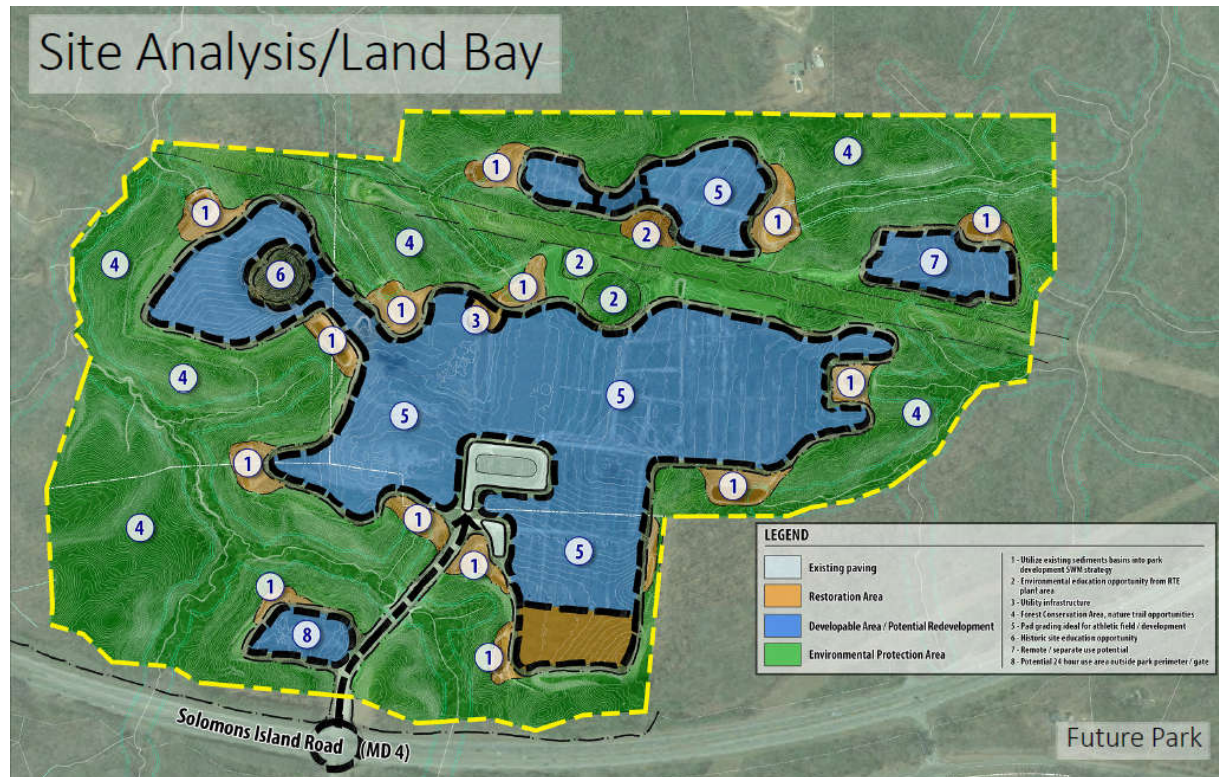 Site Analysis/Land Bay
1
4
1
5
1
1
2
4
2
7
4
6
1
2
1
3
1
4
1
5
5
4
1
1
4
1
1
5
1
8
1
LEGEND
Existing paving
Restoration Area
Developable Area / Potential Redevelopment
Environmental Protection Area
1 - Utilize existing sediments basins into park
development SWM strategy
2 - Environmental education opportunity from RTE
plant area
3 - Utility infrastructure
4 - Forest Conservation Area, nature trail opportunities
5 - Pad grading ideal for athletic field / development
6 - Historic site education opportunity
7 - Remote / separate use potential
8 - Potential 24 hour use area outside park perimeter / gate
Solomons Island Road (MD 4)
Future Park